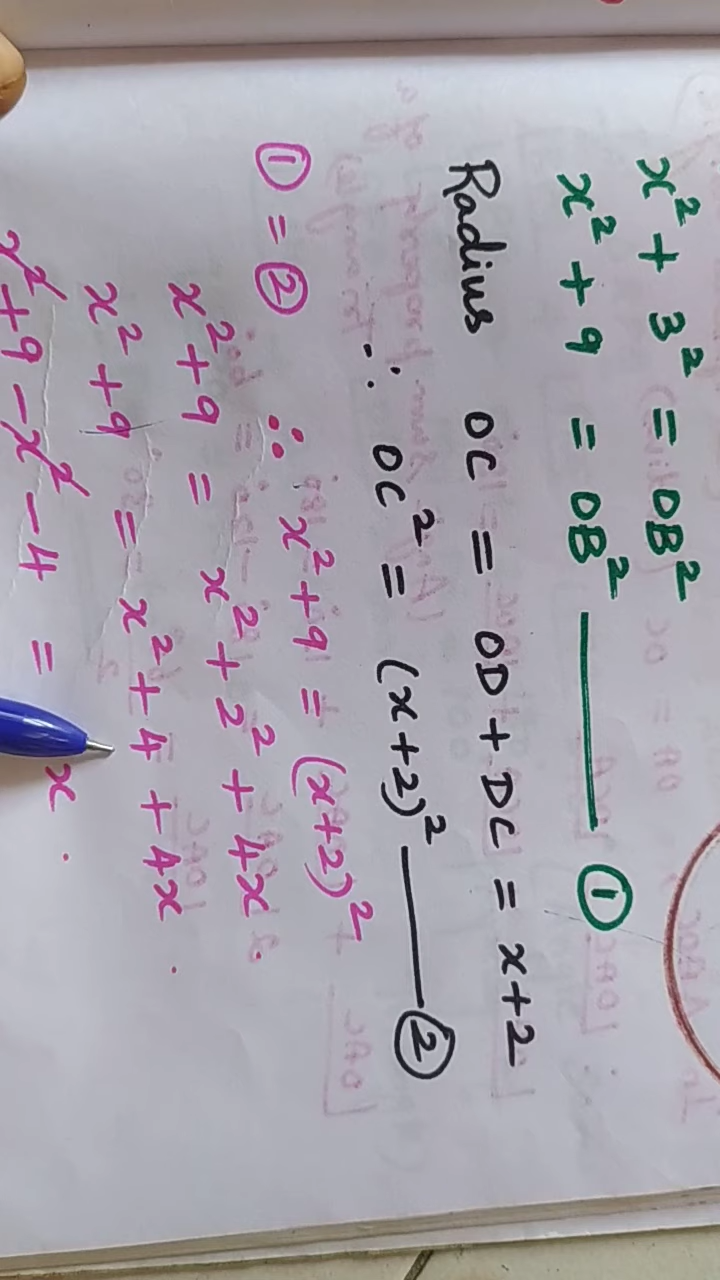 x² + 3² = OB²
x² + 9 = OB² ——— ①
Radius OC = OD + DC = x+2
∴ OC² = (x+2)² ——— ②
① = ②
∴ x² + 9 = (x+2)²
x² + 9 = x² + 2² + 4x
x² + 9 = x² + 4 + 4x.
x² + 9 - x² - 4 = x.